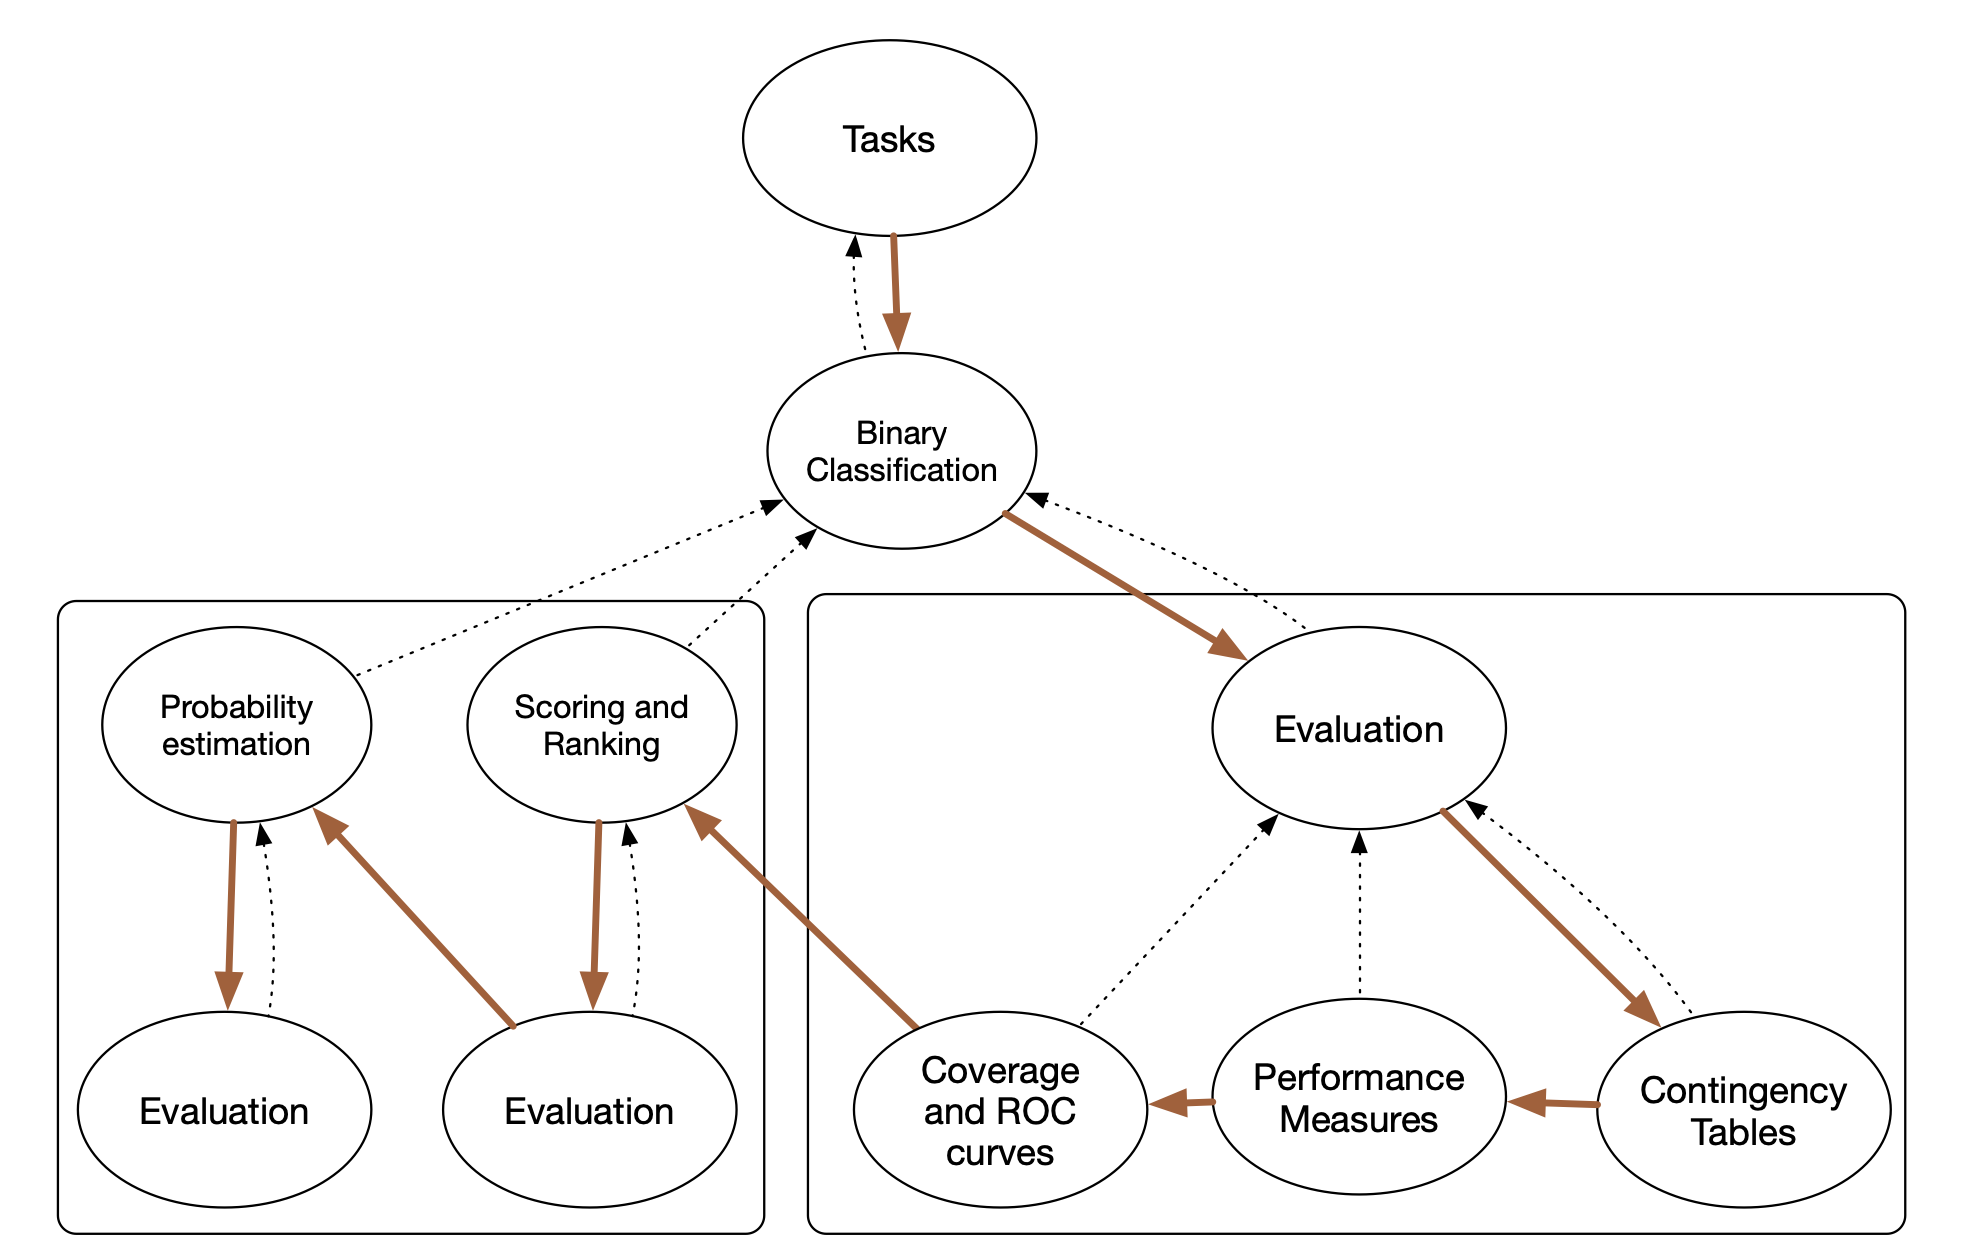 Tasks
Binary
Classification
Probability
estimation
Scoring and
Ranking
Evaluation
Evaluation
Evaluation
Coverage
and ROC
curves
Performance
Measures
Contingency
Tables